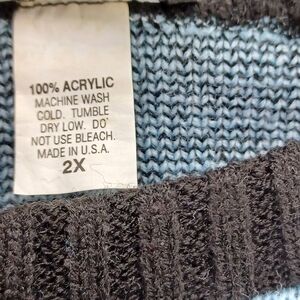 100% ACRYLIC
MACHINE WASH
COLD. TUMBLE
DRY LOW. DO
NOT USE BLEACH.
MADE IN U.S.A.
2X